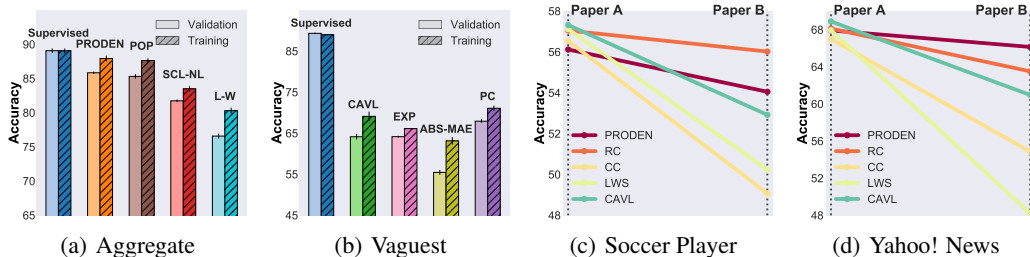 Accuracy
90
85
80
75
70
65
Supervised
PRODEN
POP
SCL-NL
L-W
Validation
Training
(a) Aggregate
Accuracy
85
75
65
55
45
Supervised
CAVL
EXP
ABS-MAE
PC
Validation
Training
(b) Vaguest
Accuracy
58
56
54
52
50
48
Paper A
Paper B
PRODEN
RC
CC
LWS
CAVL
(c) Soccer Player
Accuracy
68
64
60
56
52
48
Paper A
Paper B
PRODEN
RC
CC
LWS
CAVL
(d) Yahoo! News